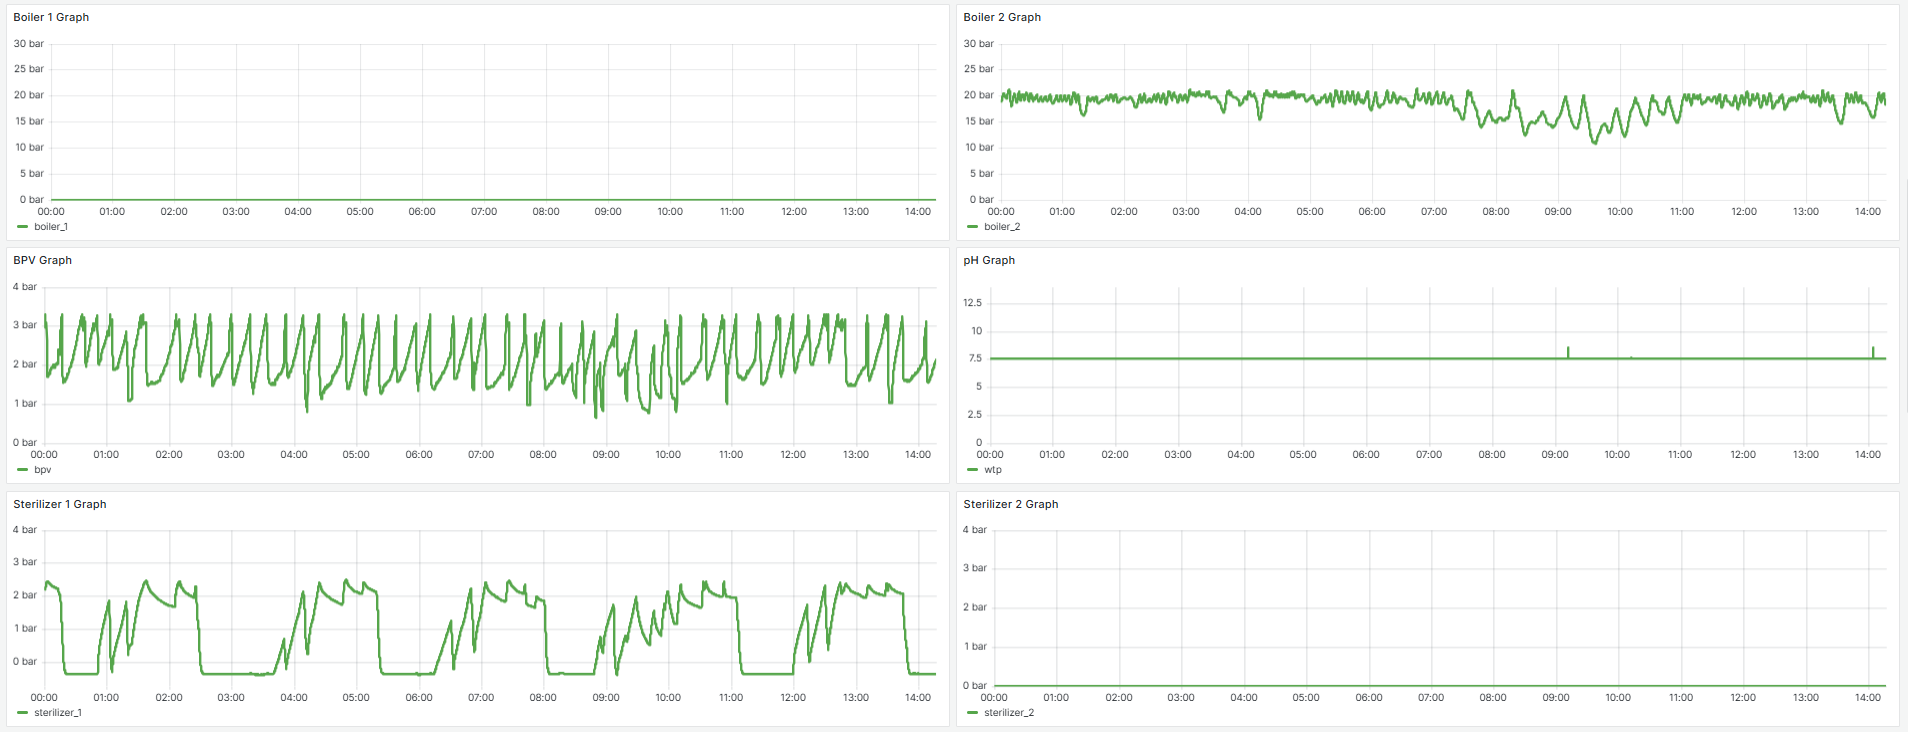 Boiler 1 Graph
30 bar
25 bar
20 bar
15 bar
10 bar
5 bar
0 bar
00:00 01:00 02:00 03:00 04:00 05:00 06:00 07:00 08:00 09:00 10:00 11:00 12:00 13:00 14:00
boiler_1
Boiler 2 Graph
30 bar
25 bar
20 bar
15 bar
10 bar
5 bar
0 bar
00:00 01:00 02:00 03:00 04:00 05:00 06:00 07:00 08:00 09:00 10:00 11:00 12:00 13:00 14:00
boiler_2
BPV Graph
4 bar
3 bar
2 bar
1 bar
0 bar
00:00 01:00 02:00 03:00 04:00 05:00 06:00 07:00 08:00 09:00 10:00 11:00 12:00 13:00 14:00
bpv
pH Graph
12.5
10
7.5
5
2.5
0
00:00 01:00 02:00 03:00 04:00 05:00 06:00 07:00 08:00 09:00 10:00 11:00 12:00 13:00 14:00
wtp
Sterilizer 1 Graph
4 bar
3 bar
2 bar
1 bar
0 bar
00:00 01:00 02:00 03:00 04:00 05:00 06:00 07:00 08:00 09:00 10:00 11:00 12:00 13:00 14:00
sterilizer_1
Sterilizer 2 Graph
4 bar
3 bar
2 bar
1 bar
0 bar
00:00 01:00 02:00 03:00 04:00 05:00 06:00 07:00 08:00 09:00 10:00 11:00 12:00 13:00 14:00
sterilizer_2